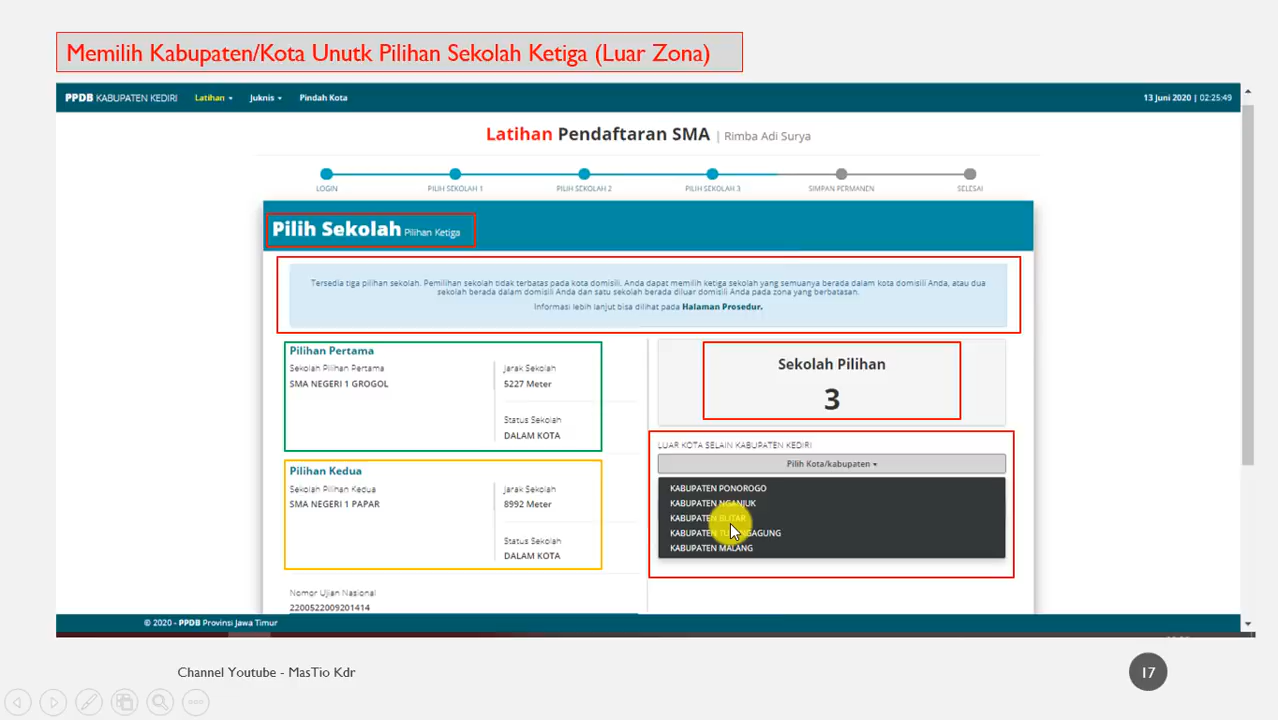 Memilih Kabupaten/Kota Unutk Pilihan Sekolah Ketiga (Luar Zona)
PPDB KABUPATEN KEDIRI Latihan Juknis Pindah Kota 13 Juni 2020 | 02:25:49
Latihan Pendaftaran SMA | Rimba Adi Surya
LOGIN PILIH SEKOLAH 1 PILIH SEKOLAH 2 PILIH SEKOLAH 3 SIMPAN PERMANEN SELESAI
Pilih Sekolah Pilihan Ketiga
Tersedia tiga pilihan sekolah. Pemilihan sekolah tidak terbatas pada kota domisili. Anda dapat memilih ketiga sekolah yang semuanya berada dalam kota domisili Anda, atau dua
sekolah berada dalam domisili Anda dan satu sekolah berada diluar domisili Anda pada zona yang berbatasan.
Informasi lebih lanjut bisa dilihat pada Halaman Prosedur.
Pilihan Pertama
Sekolah Pilihan Pertama
SMA NEGERI 1 GROGOL
Jarak Sekolah
5227 Meter
Status Sekolah
DALAM KOTA
Pilihan Kedua
Sekolah Pilihan Kedua
SMA NEGERI 1 PAPAR
Jarak Sekolah
8992 Meter
Status Sekolah
DALAM KOTA
Nomor Ujian Nasional
2200522009201414
Sekolah Pilihan
3
LUAR KOTA SELAIN KABUPATEN KEDIRI
Pilih Kota/kabupaten
KABUPATEN PONOROGO
KABUPATEN NGANJUK
KABUPATEN BLITAR
KABUPATEN TULUNGAGUNG
KABUPATEN MALANG
© 2020 - PPDB Provinsi Jawa Timur
Channel Youtube - MasTio Kdr
17